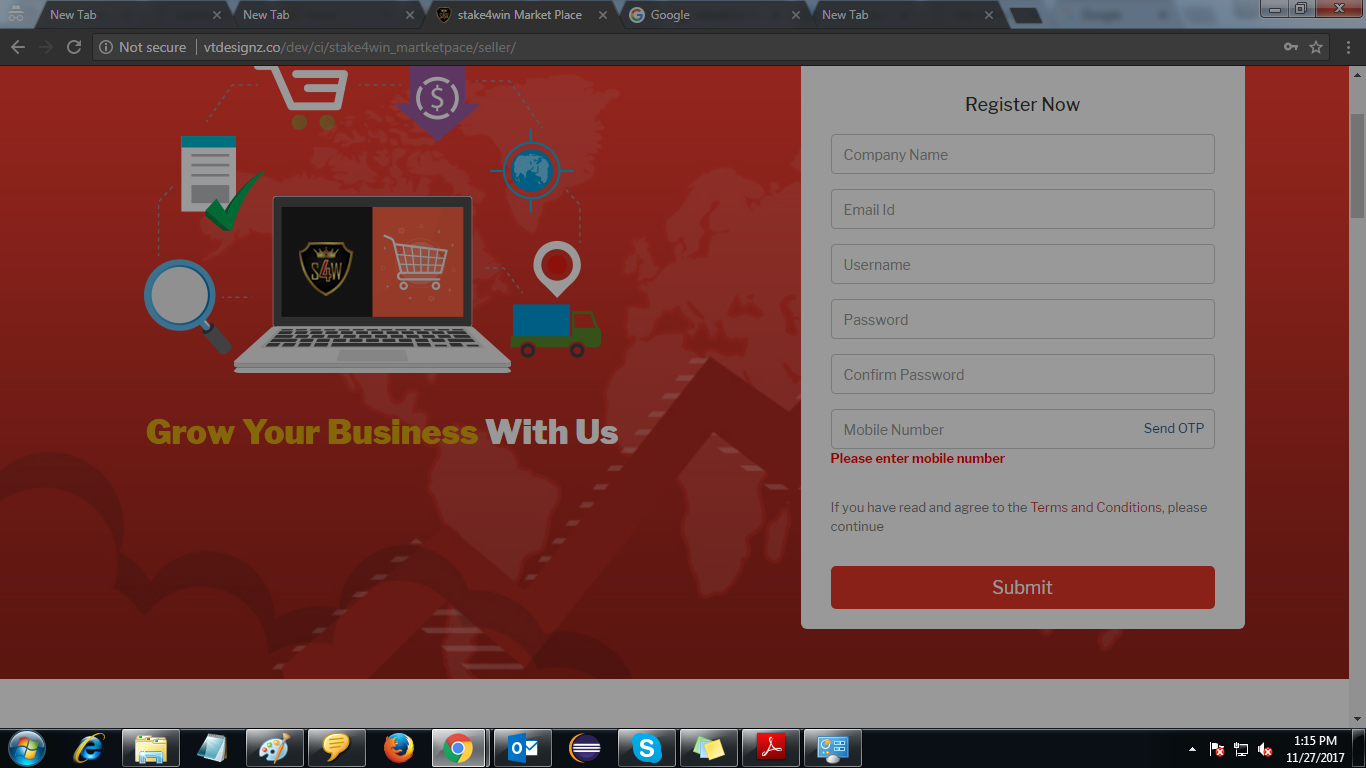 New Tab
New Tab
stake4win Market Place
Google
New Tab
Not secure
vtdesignz.co/dev/ci/stake4win_martketpace/seller/
$
S4W
Grow Your Business With Us
Register Now
Company Name
Email Id
Username
Password
Confirm Password
Mobile Number Send OTP
Please enter mobile number
If you have read and agree to the Terms and Conditions, please
continue
Submit
1:15 PM
11/27/2017